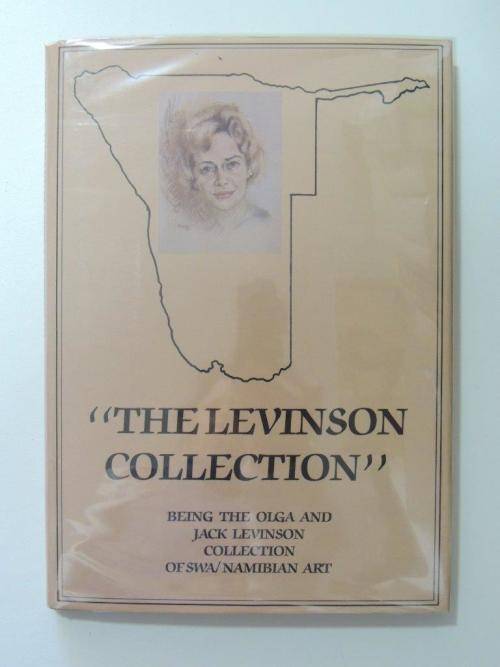 “THE LEVINSON
COLLECTION”
BEING THE OLGA AND
JACK LEVINSON
COLLECTION
OF SWA/NAMIBIAN ART